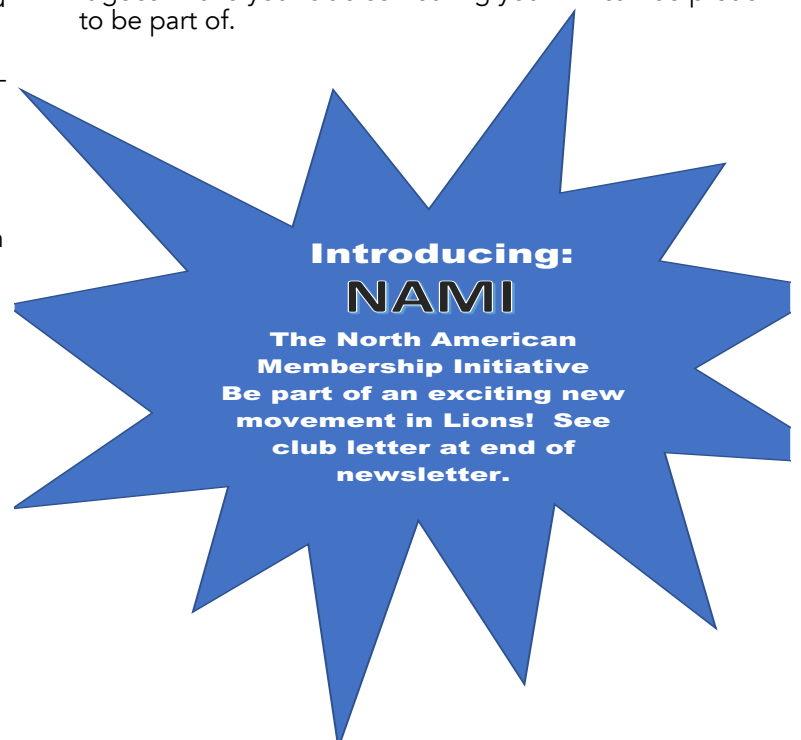 to be part of.
Introducing:
NAMI
The North American
Membership Initiative
Be part of an exciting new
movement in Lions!  See
club letter at end of
newsletter.